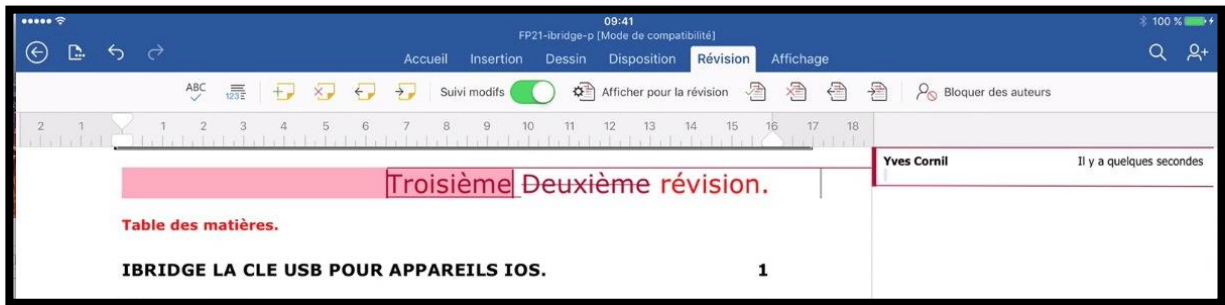 09:41
100 %
FP21-ibridge-p [Mode de compatibilité]
Accueil Insertion Dessin Disposition Révision Affichage
ABC 123 Suivi modifs Afficher pour la révision Bloquer des auteurs
2 1 1 2 3 4 5 6 7 8 9 10 11 12 13 14 15 16 17 18
Yves Cornil Il y a quelques secondes
Troisième Deuxième révision.
Table des matières.
IBRIDGE LA CLE USB POUR APPAREILS IOS. 1